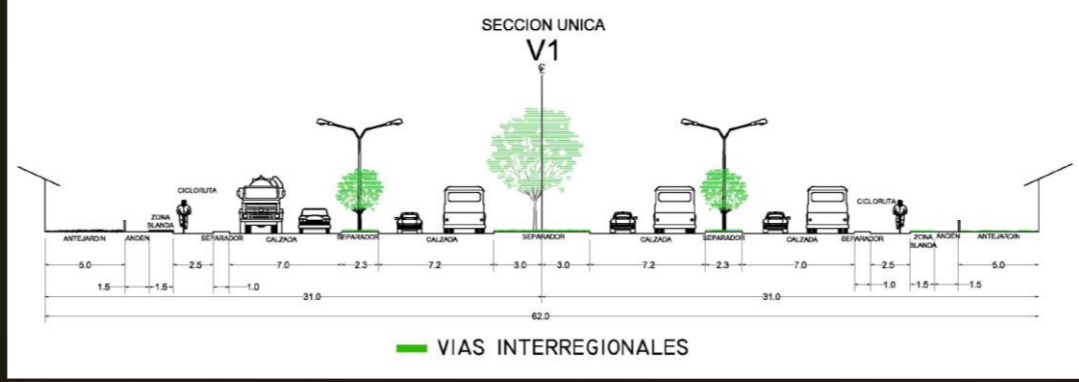 SECCION UNICA
V1
CICLORUTA
CICLORUTA
ZONA
BLANDA
ANTEJARDIN ANDEN SEPARADOR CALZADA SEPARADOR CALZADA SEPARADOR CALZADA SEPARADOR CALZADA SEPARADOR ZONA BLANDA ANDEN ANTEJARDIN
5.0 2.5 7.0 2.3 7.2 3.0 3.0 7.2 2.3 7.0 2.5 5.0
1.5 1.5 1.0 1.0 1.5 1.5
31.0 31.0
62.0
VIAS INTERREGIONALES